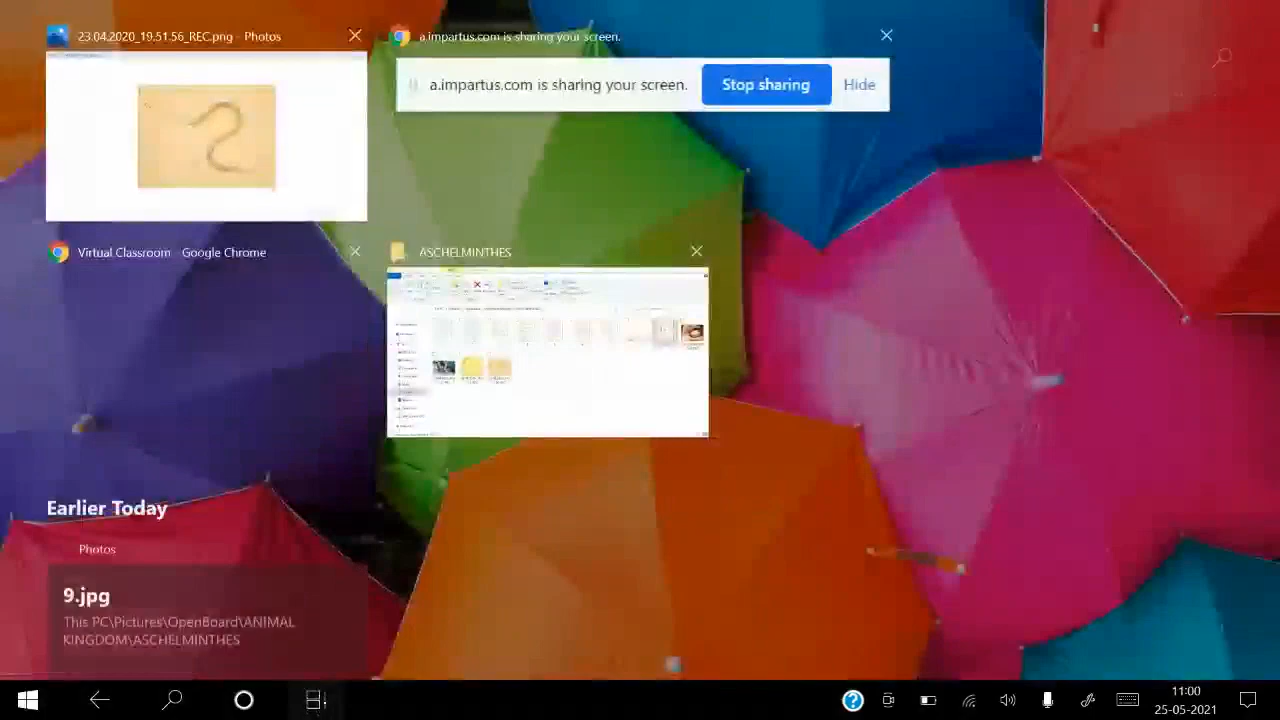 23.04.2020_19.51.56_REC.png - Photos
a.impartus.com is sharing your screen.
a.impartus.com is sharing your screen.
Stop sharing
Hide
Virtual Classroom - Google Chrome
ASCHELMINTHES
Earlier Today
Photos
9.jpg
This PC\Pictures\OpenBoard\ANIMAL
KINGDOM\ASCHELMINTHES
11:00
25-05-2021